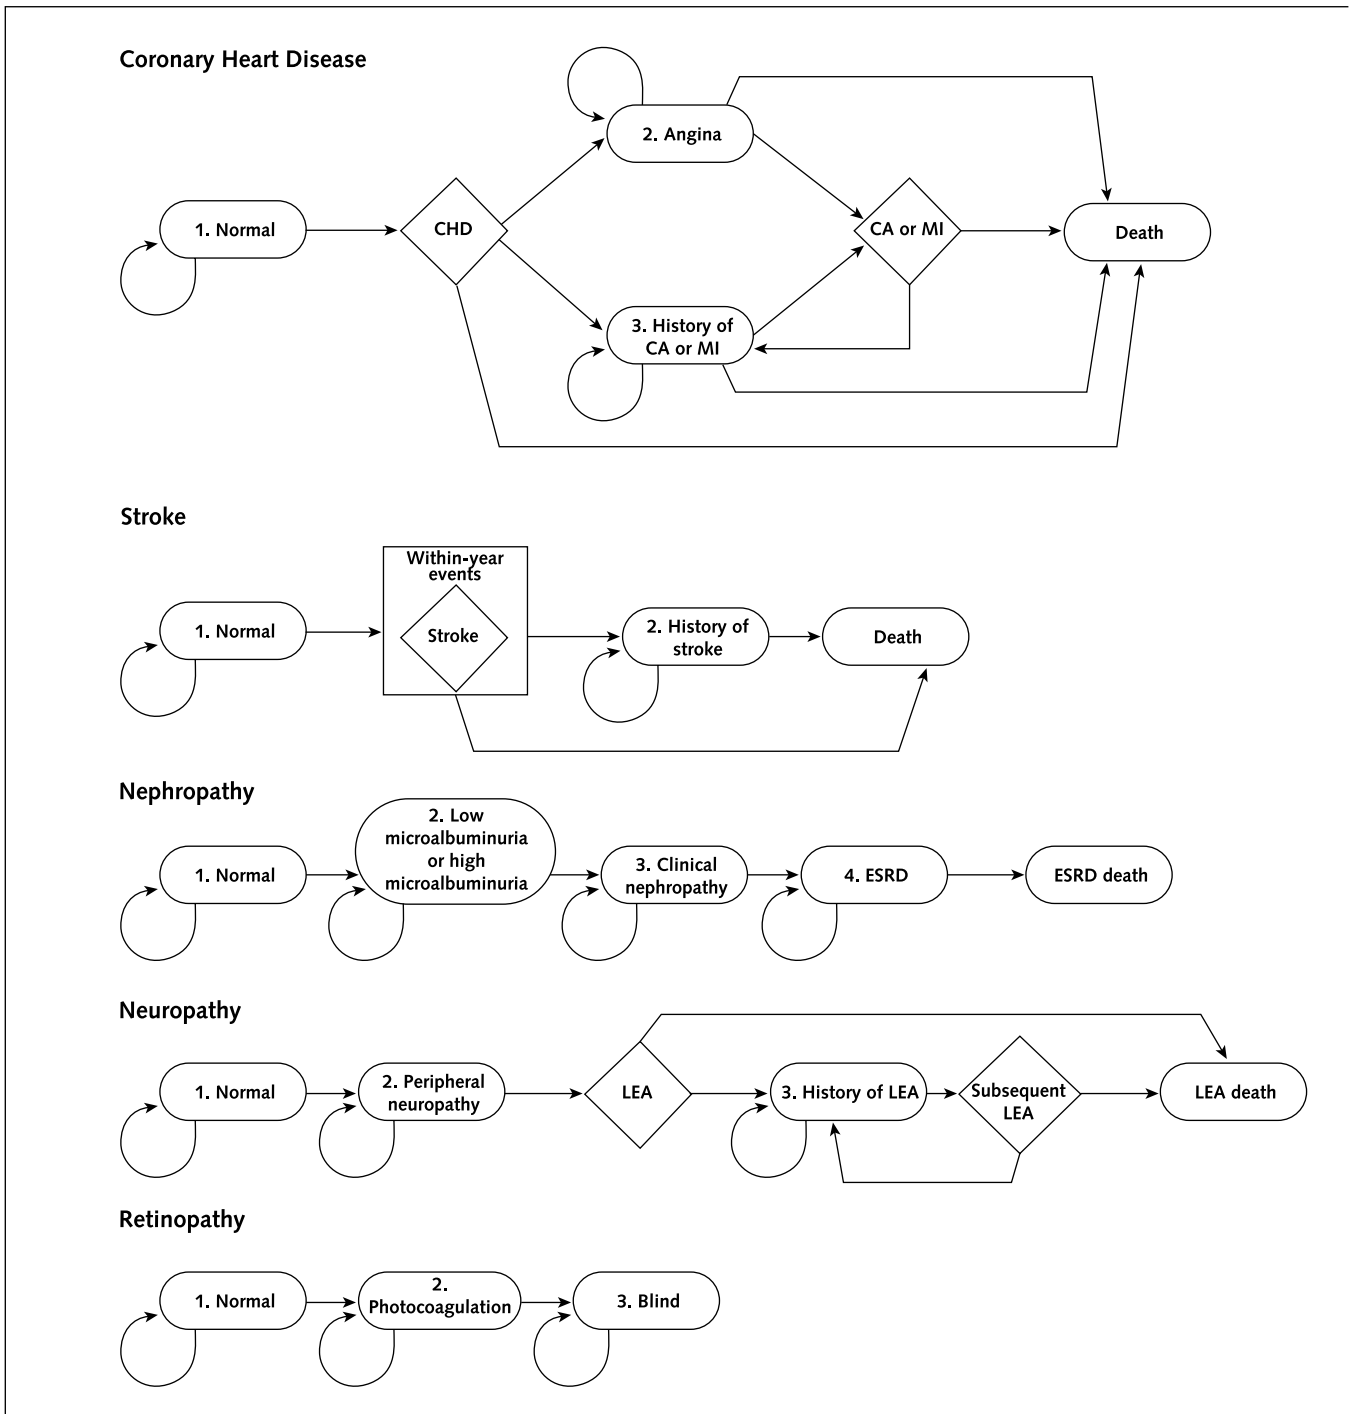 Coronary Heart Disease
2. Angina
1. Normal
CHD
CA or MI
Death
3. History of
CA or MI
Stroke
Within-year
events
1. Normal
Stroke
2. History of
stroke
Death
Nephropathy
1. Normal
2. Low
microalbuminuria
or high
microalbuminuria
3. Clinical
nephropathy
4. ESRD
ESRD death
Neuropathy
1. Normal
2. Peripheral
neuropathy
LEA
3. History of LEA
Subsequent
LEA
LEA death
Retinopathy
1. Normal
2.
Photocoagulation
3. Blind